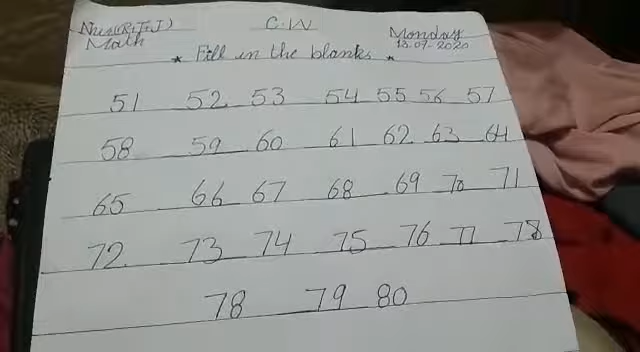 C.W
Math
Monday
13.07.2020
* Fill in the blanks *
51 52 53 54 55 56 57
58 59 60 61 62 63 64
65 66 67 68 69 70 71
72 73 74 75 76 77 78
78 79 80